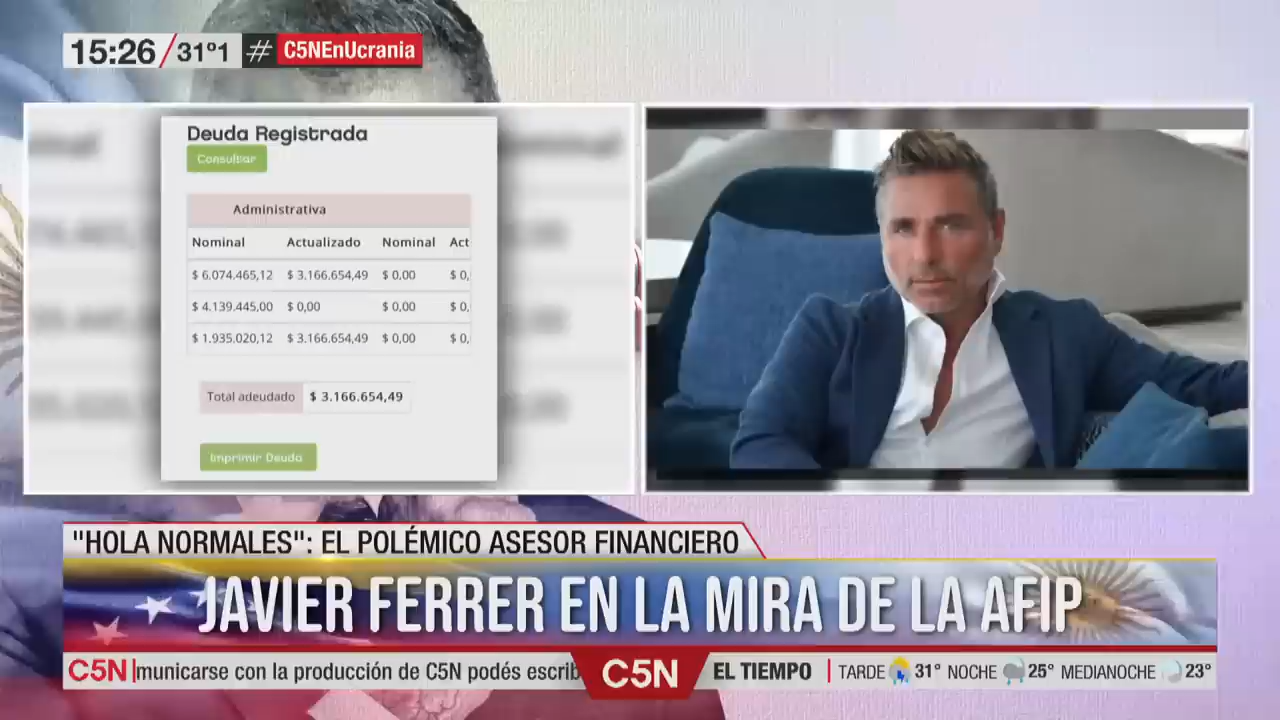 15:26 / 31º1 # C5NEnUcrania
Deuda Registrada
Consultar
Administrativa
Nominal Actualizado Nominal Act
$ 6.074.465,12 $ 3.166.654,49 $ 0,00 $ 0,
$ 4.139.445,00 $ 0,00 $ 0,00 $ 0,
$ 1.935.020,12 $ 3.166.654,49 $ 0,00 $ 0,
Total adeudado $ 3.166.654,49
Imprimir Deuda
"HOLA NORMALES": EL POLÉMICO ASESOR FINANCIERO
JAVIER FERRER EN LA MIRA DE LA AFIP
C5N municarse con la producción de C5N podés escrib C5N EL TIEMPO TARDE 31° NOCHE 25° MEDIANOCHE 23°